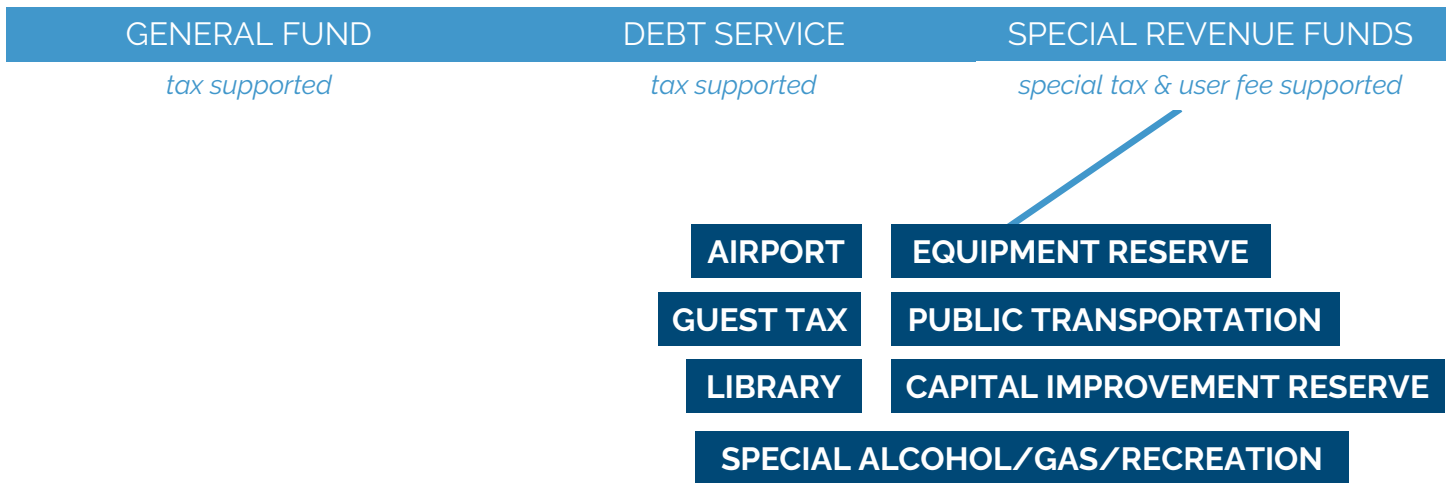 GENERAL FUND DEBT SERVICE SPECIAL REVENUE FUNDS
tax supported tax supported special tax & user fee supported
AIRPORT EQUIPMENT RESERVE
GUEST TAX PUBLIC TRANSPORTATION
LIBRARY CAPITAL IMPROVEMENT RESERVE
SPECIAL ALCOHOL/GAS/RECREATION